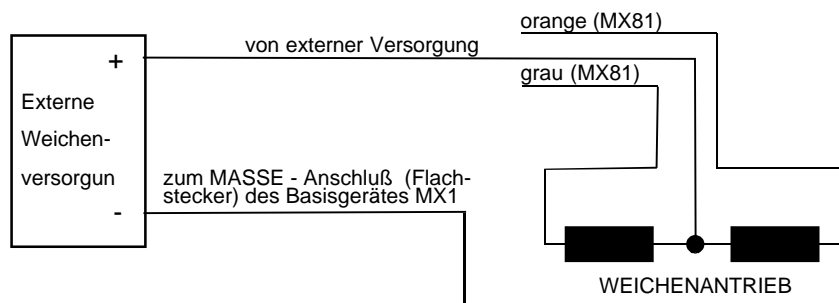 orange (MX81)
+
von externer Versorgung
grau (MX81)
Externe
Weichen-
versorgun
zum MASSE - Anschluß (Flach-
stecker) des Basisgerätes MX1
-
WEICHENANTRIEB